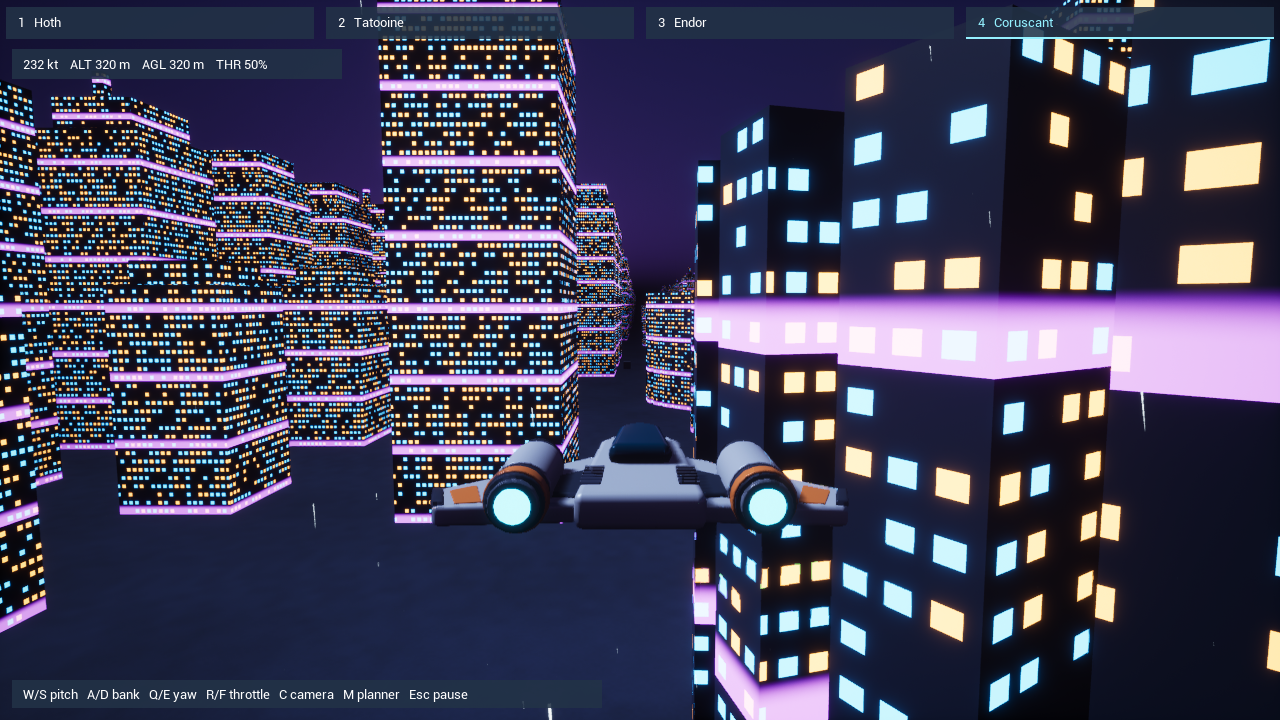 1 Hoth
2 Tatooine
3 Endor
4 Coruscant
232 kt ALT 320 m AGL 320 m THR 50%
W/S pitch A/D bank Q/E yaw R/F throttle C camera M planner Esc pause